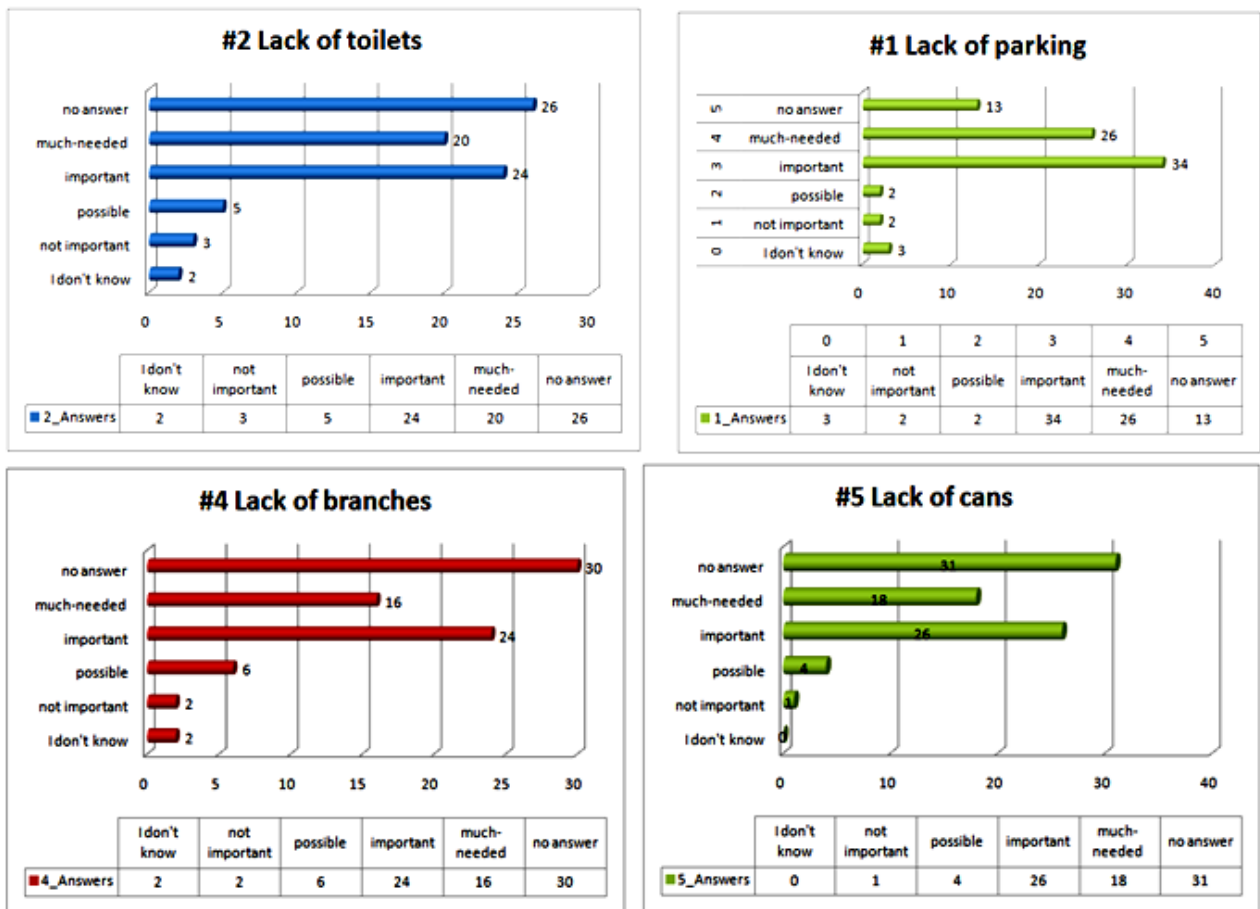 #2 Lack of toilets
no answer 26
much-needed 20
important 24
possible 5
not important 3
I don't know 2
0 5 10 15 20 25 30
I don't know not important possible important much-needed no answer
2_Answers 2 3 5 24 20 26
#1 Lack of parking
5 no answer 13
4 much-needed 26
3 important 34
2 possible 2
1 not important 2
0 I don't know 3
0 10 20 30 40
0 1 2 3 4 5
I don't know not important possible important much-needed no answer
1_Answers 3 2 2 34 26 13
#4 Lack of branches
no answer 30
much-needed 16
important 24
possible 6
not important 2
I don't know 2
0 5 10 15 20 25 30
I don't know not important possible important much-needed no answer
4_Answers 2 2 6 24 16 30
#5 Lack of cans
no answer 31
much-needed 18
important 26
possible 4
not important 1
I don't know 0
0 10 20 30 40
I don't know not important possible important much-needed no answer
5_Answers 0 1 4 26 18 31